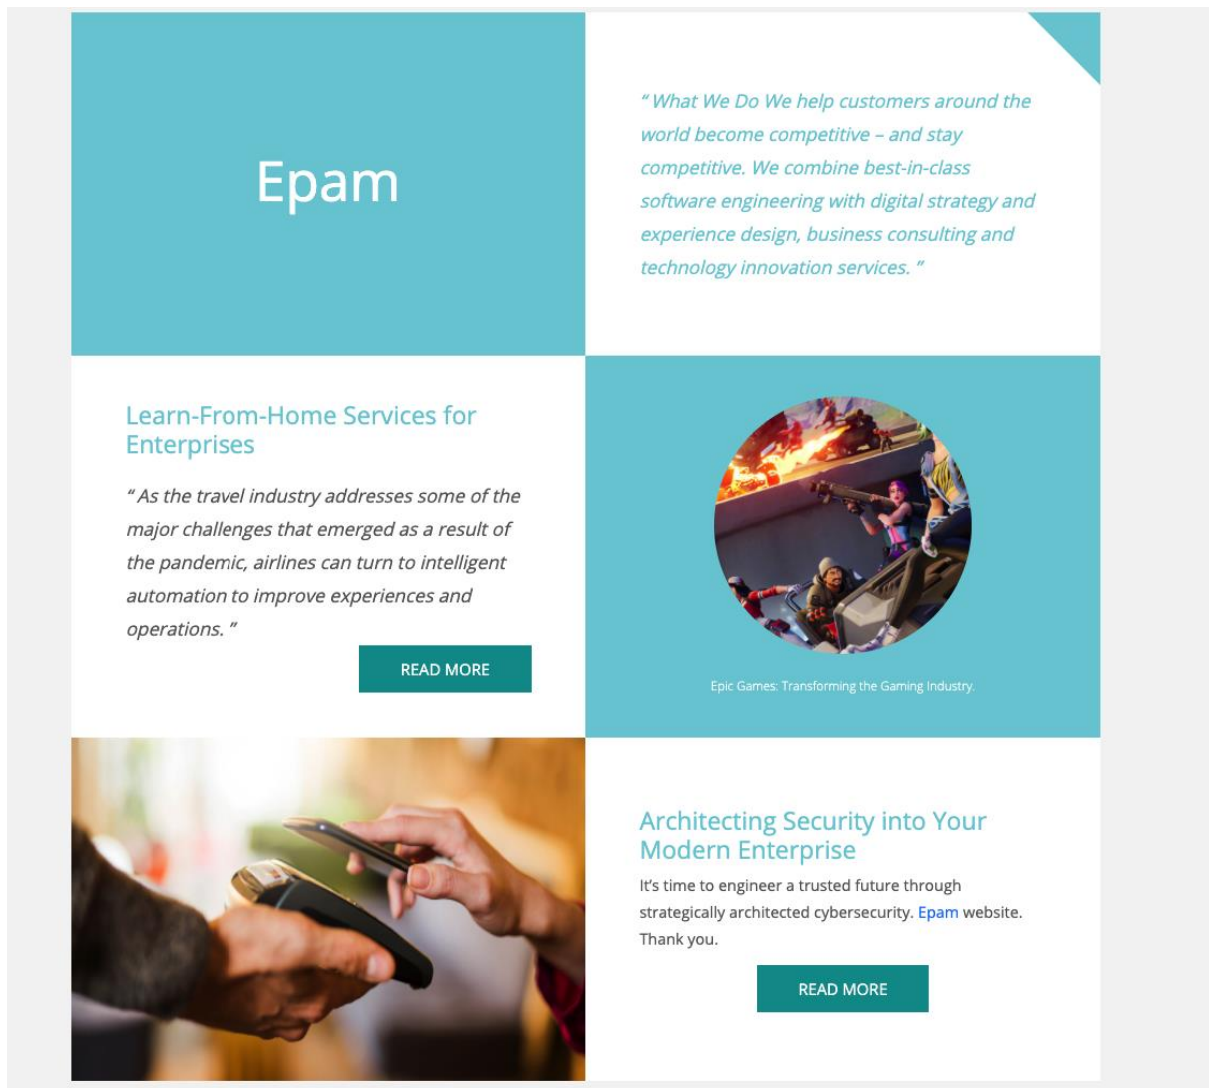 Epam
“ What We Do We help customers around the
world become competitive – and stay
competitive. We combine best-in-class
software engineering with digital strategy and
experience design, business consulting and
technology innovation services. ”
Learn-From-Home Services for
Enterprises
“ As the travel industry addresses some of the
major challenges that emerged as a result of
the pandemic, airlines can turn to intelligent
automation to improve experiences and
operations. ”
READ MORE
Epic Games: Transforming the Gaming Industry.
Architecting Security into Your
Modern Enterprise
It’s time to engineer a trusted future through
strategically architected cybersecurity. Epam website.
Thank you.
READ MORE